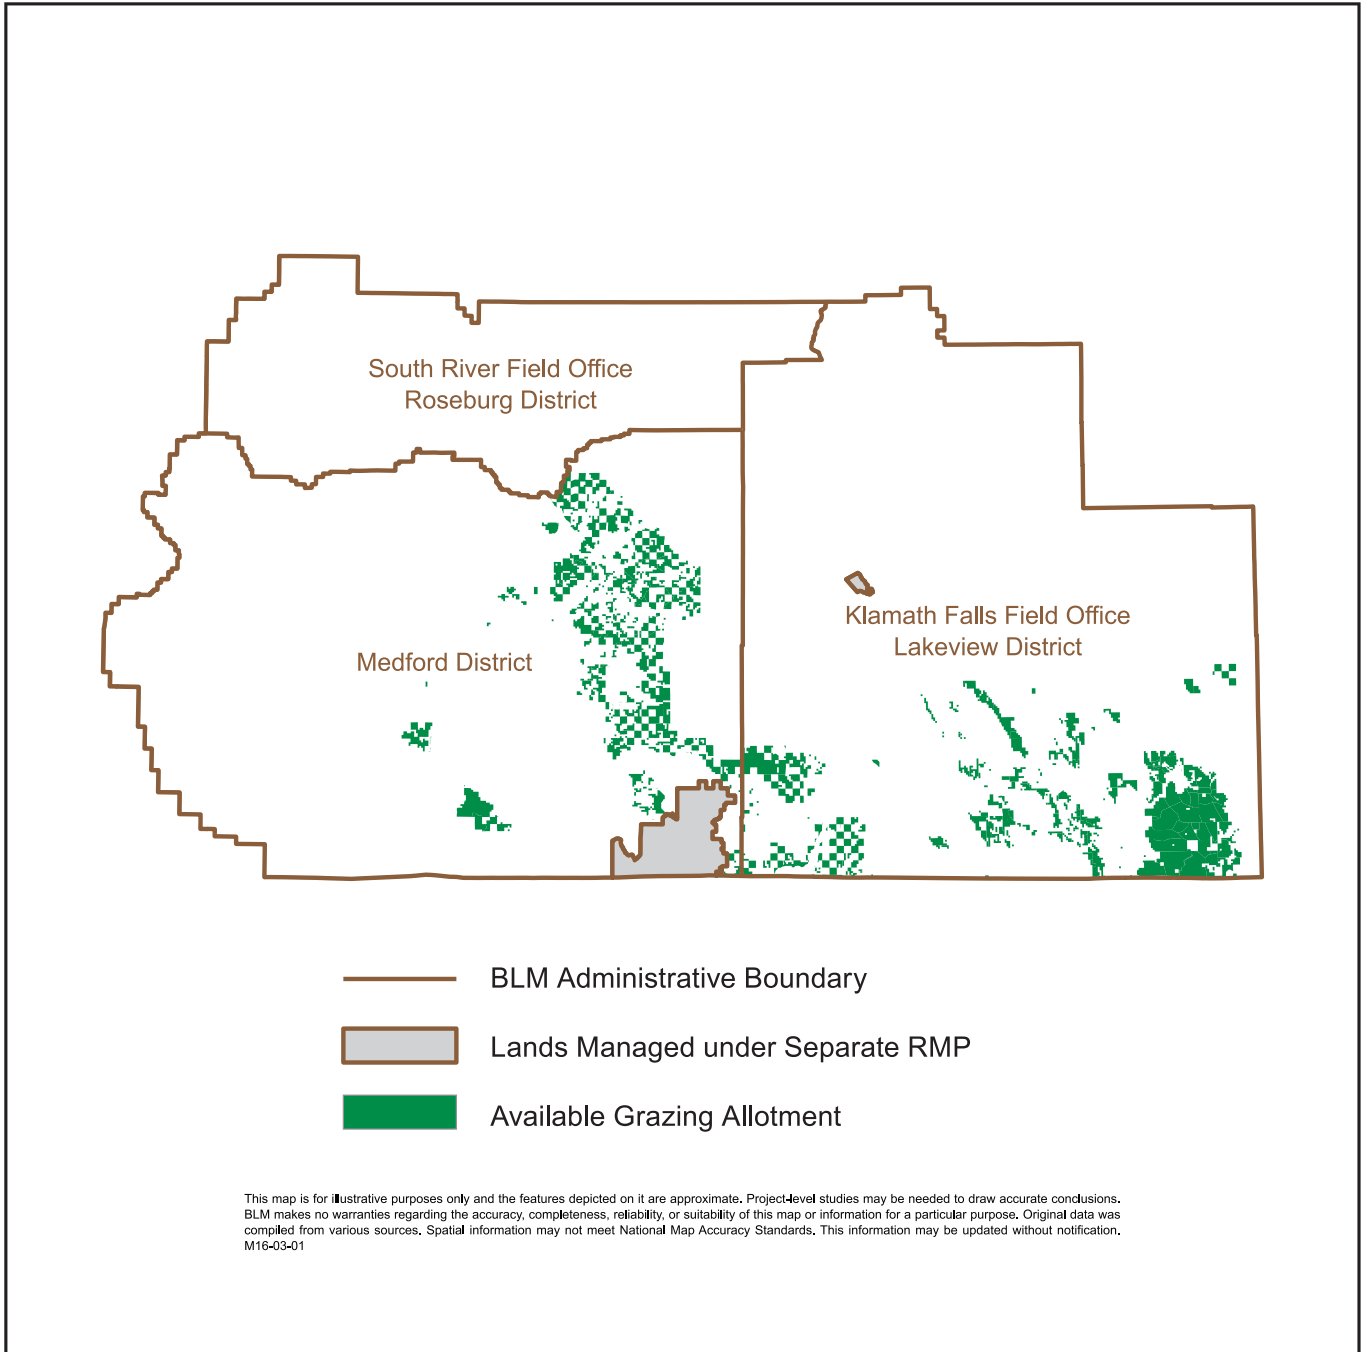 South River Field Office
Roseburg District
Klamath Falls Field Office
Lakeview District
Medford District
BLM Administrative Boundary
Lands Managed under Separate RMP
Available Grazing Allotment
This map is for illustrative purposes only and the features depicted on it are approximate. Project-level studies may be needed to draw accurate conclusions.
BLM makes no warranties regarding the accuracy, completeness, reliability, or suitability of this map or information for a particular purpose. Original data was
compiled from various sources. Spatial information may not meet National Map Accuracy Standards. This information may be updated without notification.
M16-03-01